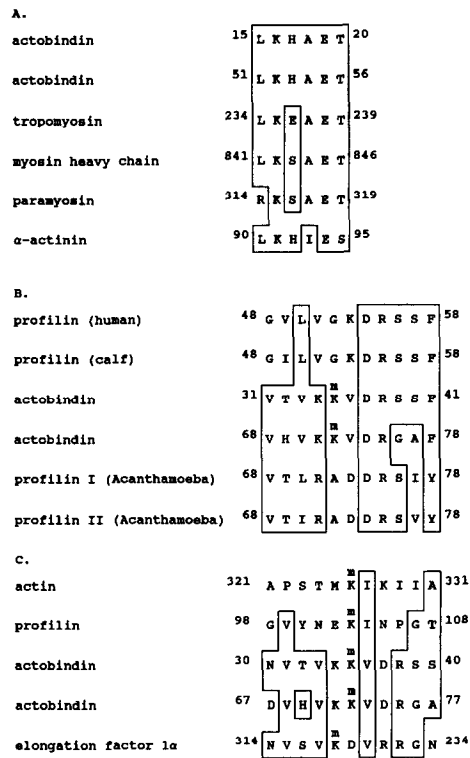 A.
actobindin 15 L K H A E T 20
actobindin 51 L K H A E T 56
tropomyosin 234 L K E A E T 239
myosin heavy chain 841 L K S A E T 846
paramyosin 314 R K S A E T 319
α-actinin 90 L K H I E S 95
B.
profilin (human) 48 G V L V G K D R S S F 58
profilin (calf) 48 G I L V G K D R S S F 58
m
actobindin 31 V T V K K V D R S S F 41
m
actobindin 68 V H V K K V D R G A F 78
profilin I (Acanthamoeba) 68 V T L R A D D R S I Y 78
profilin II (Acanthamoeba) 68 V T I R A D D R S V Y 78
C.
m
actin 321 A P S T M K I K I I A 331
m
profilin 98 G V Y N E K I N P G T 108
m
actobindin 30 N V T V K K V D R S S 40
m
actobindin 67 D V H V K K V D R G A 77
m
elongation factor 1α 314 N V S V K D V R R G N 234